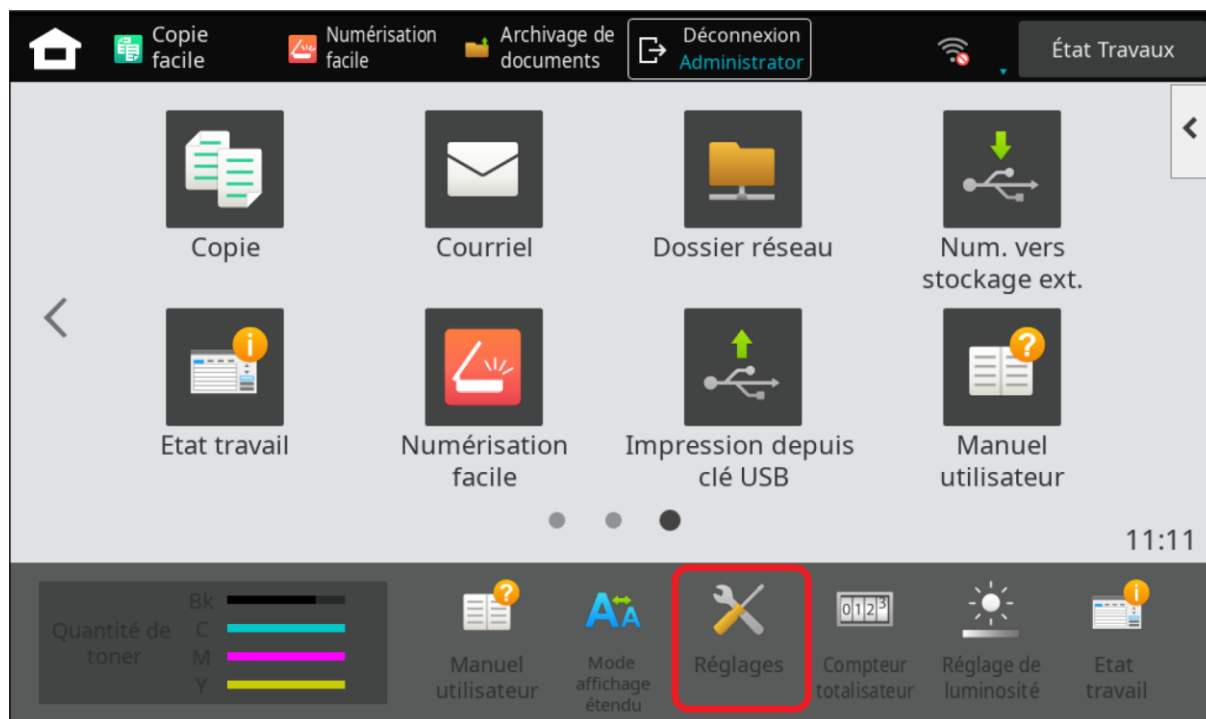 Copie
facile
Numérisation
facile
Archivage de
documents
Déconnexion
Administrator
État Travaux
Copie
Courriel
Dossier réseau
Num. vers
stockage ext.
Etat travail
Numérisation
facile
Impression depuis
clé USB
Manuel
utilisateur
11:11
Quantité de
toner
Bk
C
M
Y
Manuel
utilisateur
Mode
affichage
étendu
Réglages
0123
Compteur
totalisateur
Réglage de
luminosité
Etat
travail